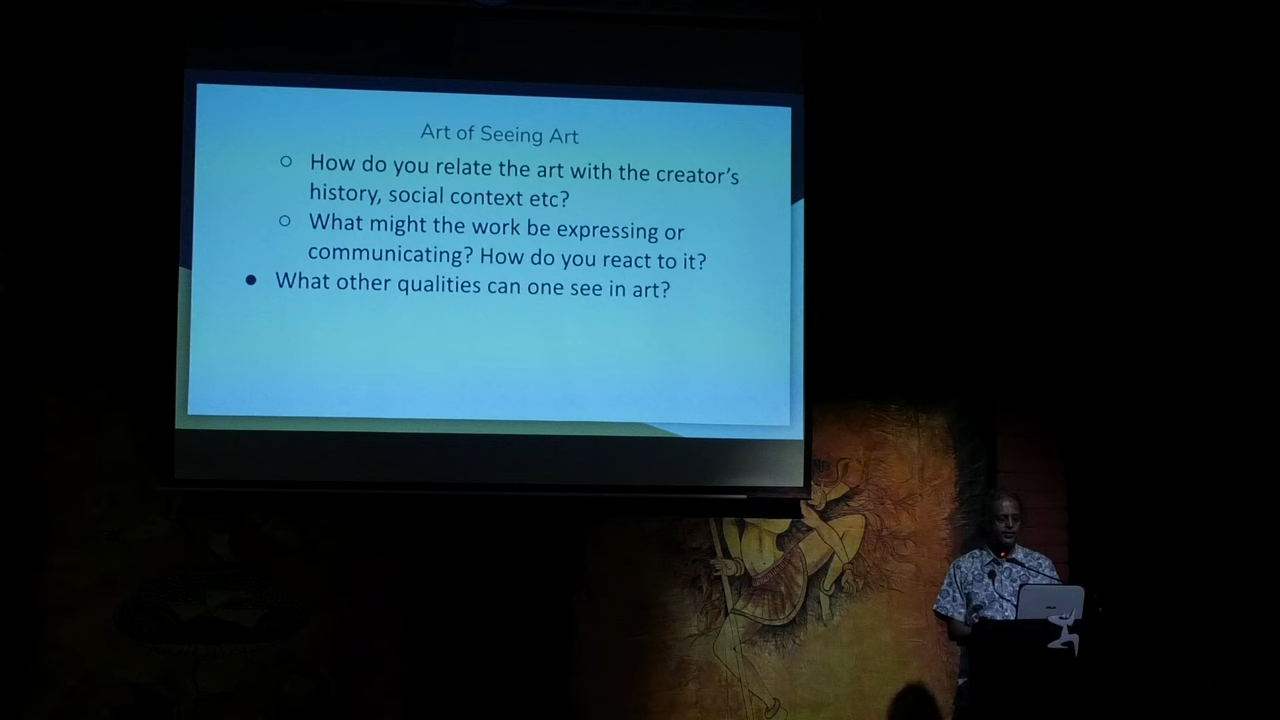 Art of Seeing Art
○ How do you relate the art with the creator's
history, social context etc?
○ What might the work be expressing or
communicating? How do you react to it?
● What other qualities can one see in art?